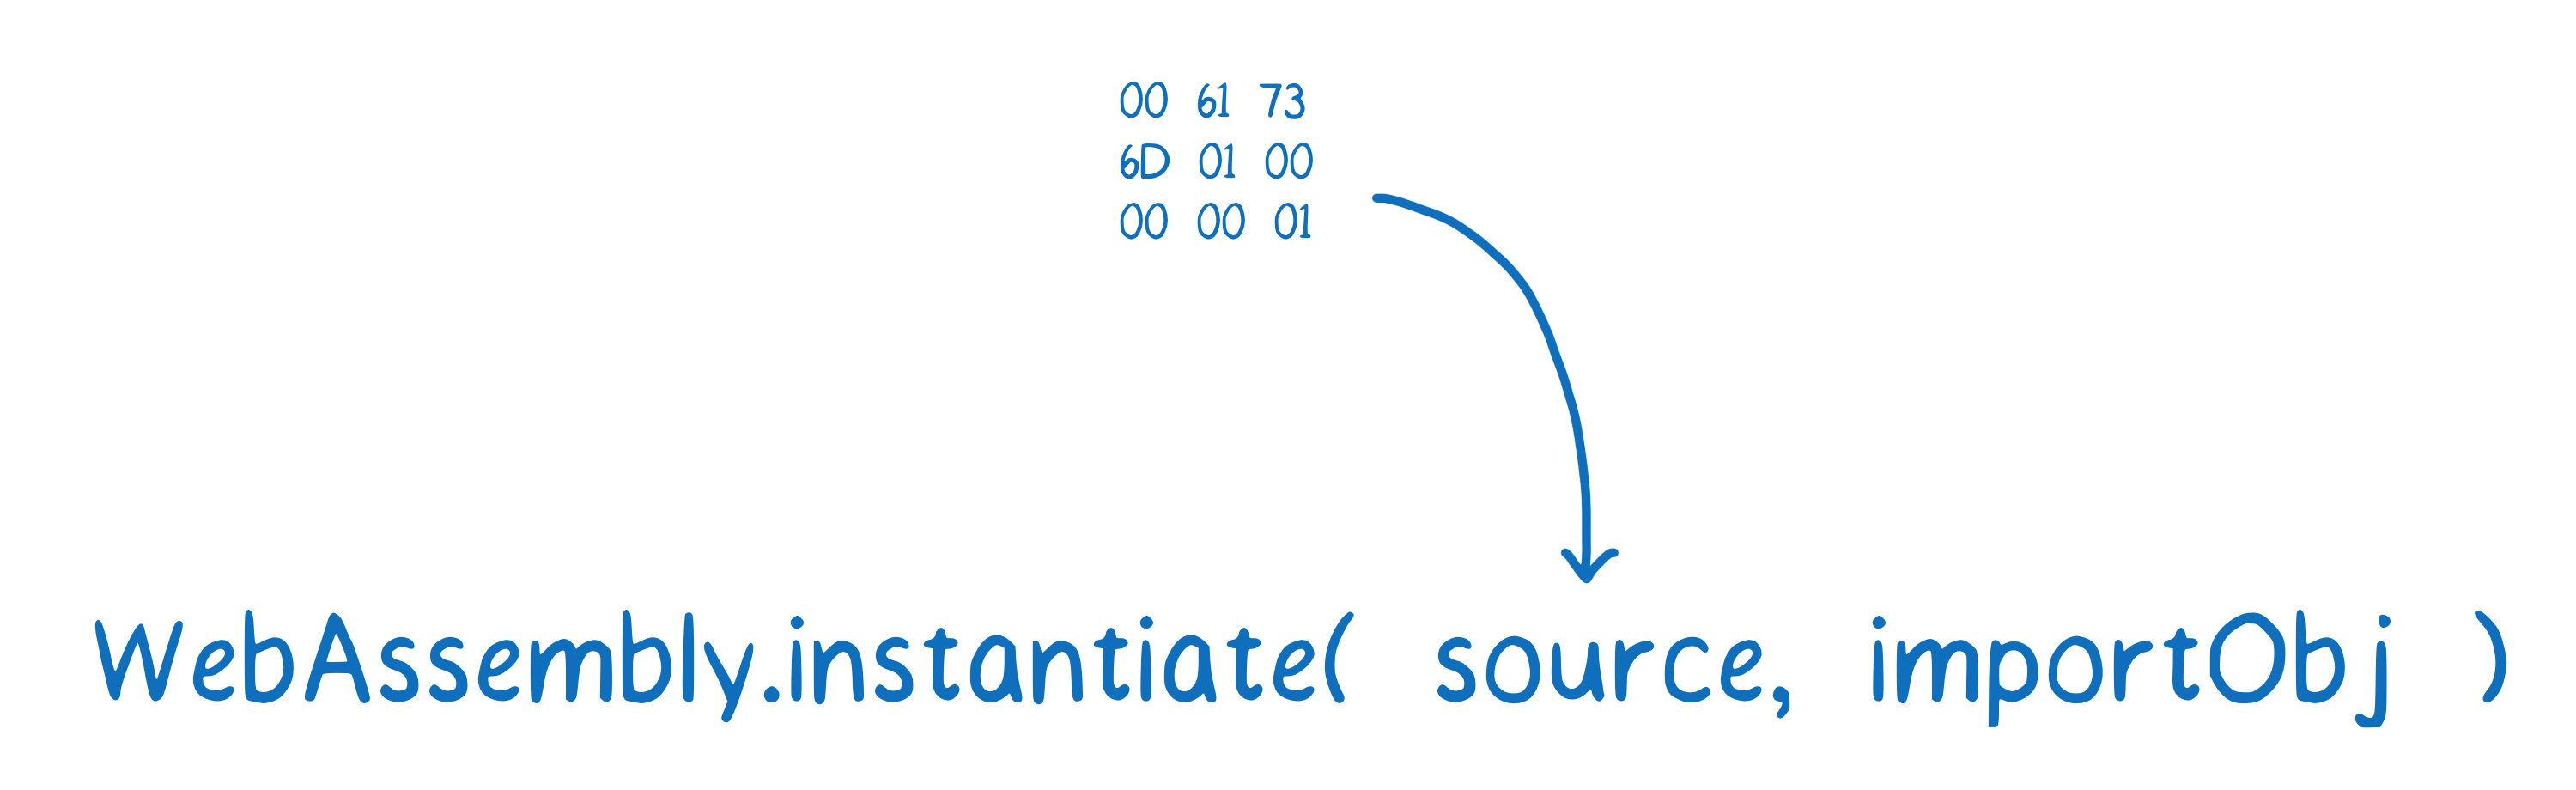 00 61 73
6D 01 00
00 00 01
WebAssembly.instantiate( source, importObj )